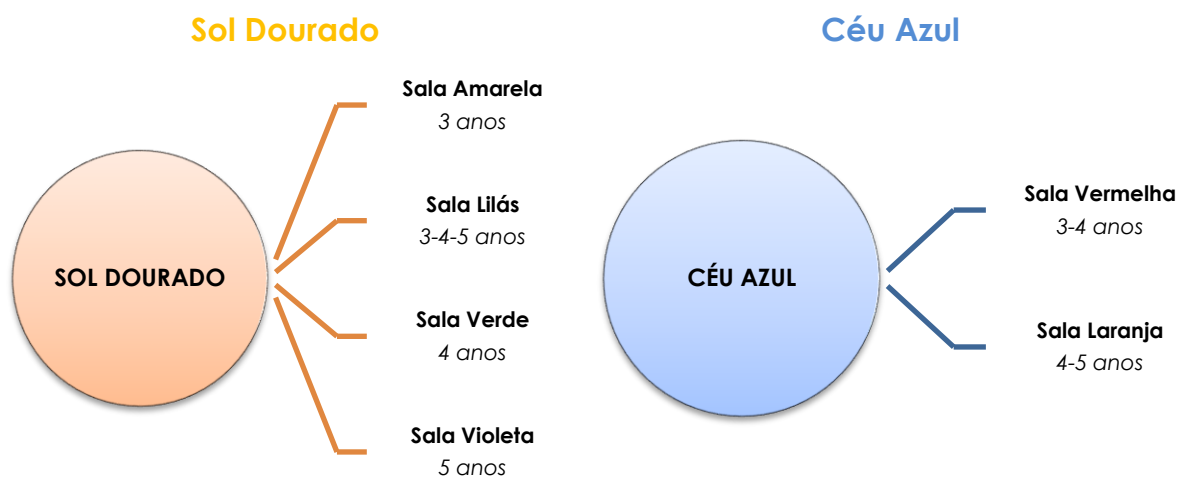 Sol Dourado
SOL DOURADO
Sala Amarela
3 anos
Sala Lilás
3-4-5 anos
Sala Verde
4 anos
Sala Violeta
5 anos
Céu Azul
CÉU AZUL
Sala Vermelha
3-4 anos
Sala Laranja
4-5 anos